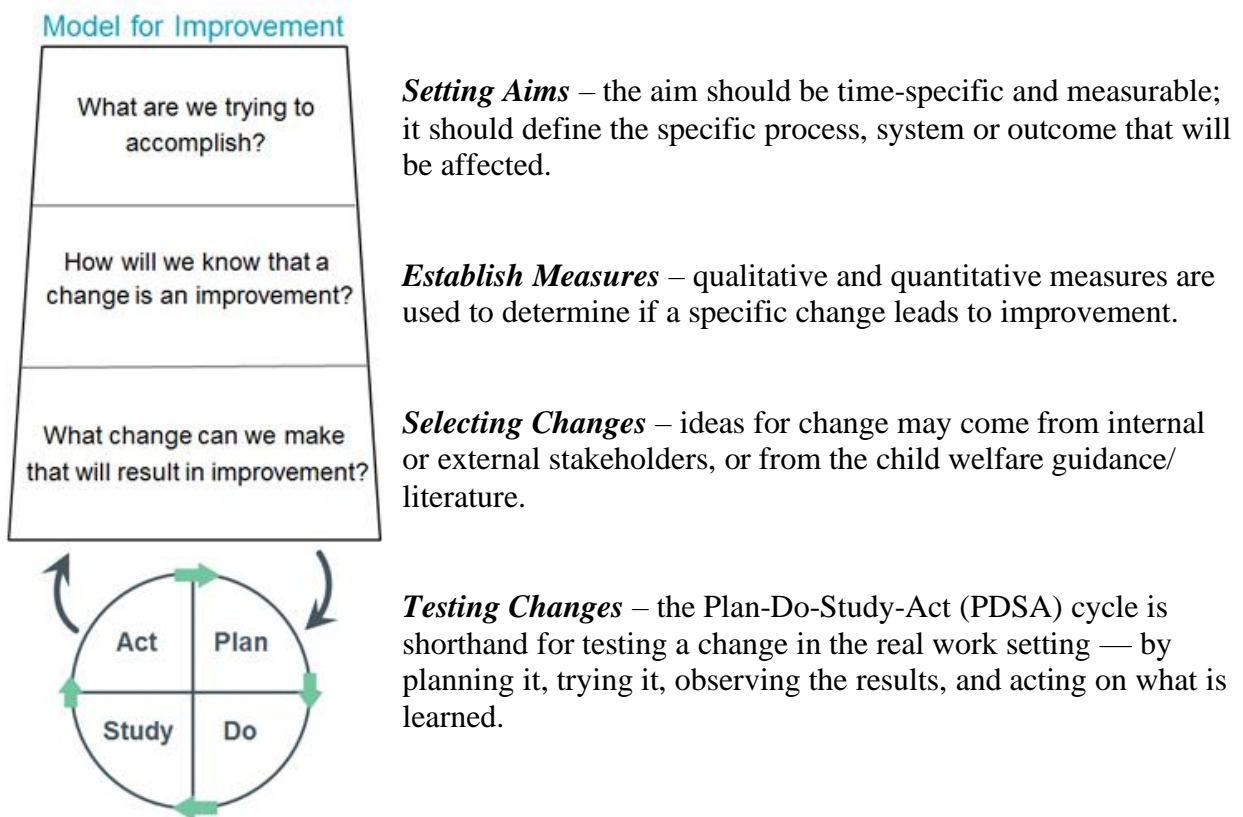 Model for Improvement
What are we trying to
accomplish?
Setting Aims – the aim should be time-specific and measurable;
it should define the specific process, system or outcome that will
be affected.
How will we know that a
change is an improvement?
Establish Measures – qualitative and quantitative measures are
used to determine if a specific change leads to improvement.
What change can we make
that will result in improvement?
Selecting Changes – ideas for change may come from internal
or external stakeholders, or from the child welfare guidance/
literature.
Act
Plan
Study
Do
Testing Changes – the Plan-Do-Study-Act (PDSA) cycle is
shorthand for testing a change in the real work setting — by
planning it, trying it, observing the results, and acting on what is
learned.